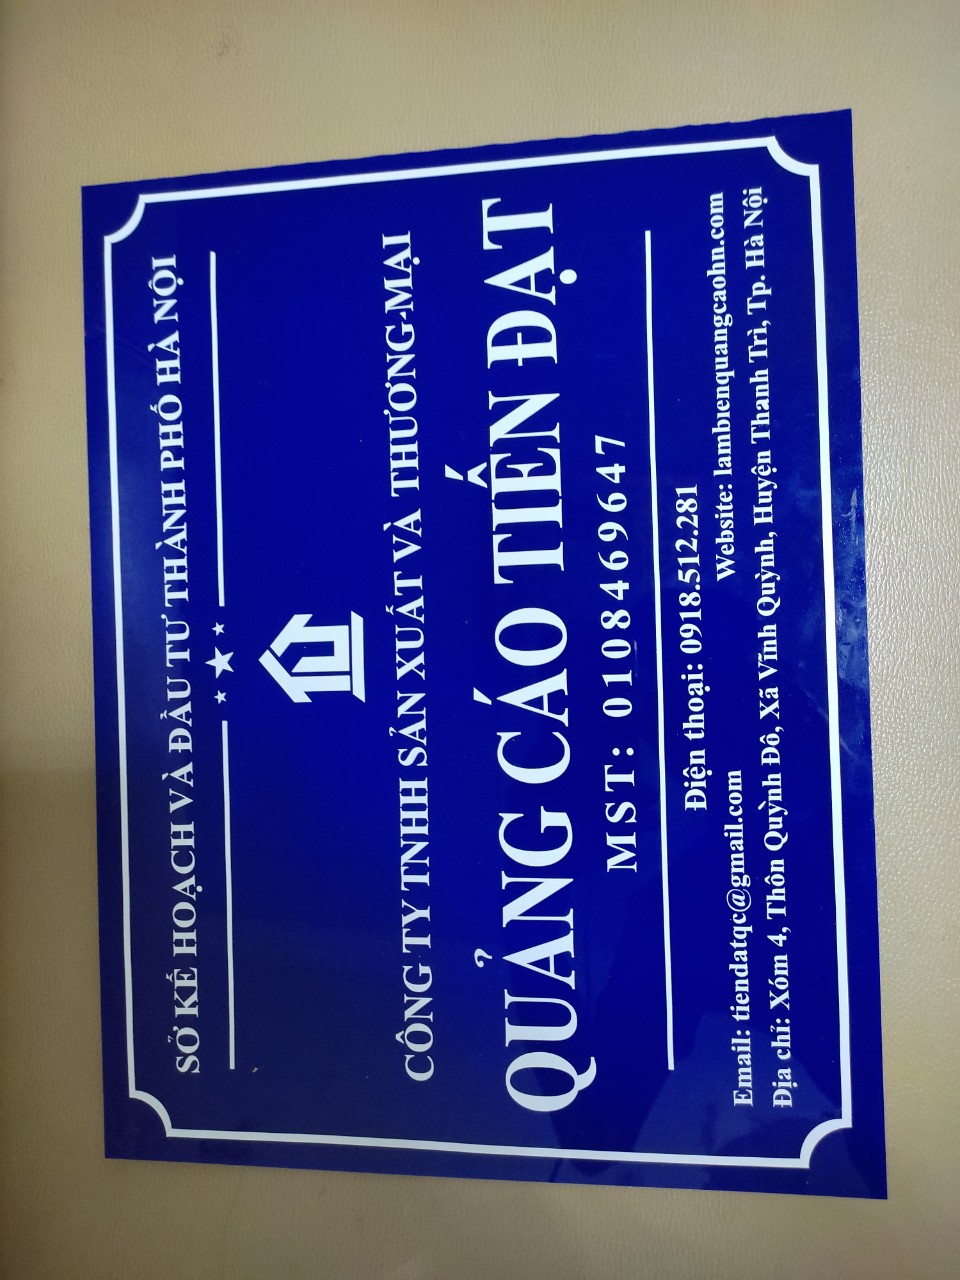 SỞ KẾ HOẠCH VÀ ĐẦU TƯ THÀNH PHỐ HÀ NỘI
CÔNG TY TNHH SẢN XUẤT VÀ THƯƠNG MẠI
QUẢNG CÁO TIẾN ĐẠT
MST: 0108469647
Điện thoại: 0918.512.281
Email: tiendatqc@gmail.com Website: lambienquangcaohn.com
Địa chỉ: Xóm 4, Thôn Quỳnh Đô, Xã Vĩnh Quỳnh, Huyện Thanh Trì, Tp. Hà Nội